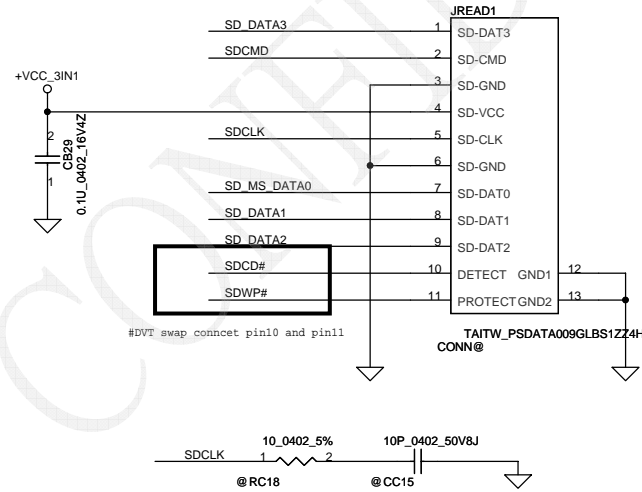 JREAD1
SD_DATA3 1 SD-DAT3
SDCMD 2 SD-CMD
+VCC_3IN1
3 SD-GND
4 SD-VCC
2
CB29
0.1U_0402_16V4Z
1
SDCLK 5 SD-CLK
6 SD-GND
SD_MS_DATA0 7 SD-DAT0
SD_DATA1 8 SD-DAT1
SD_DATA2 9 SD-DAT2
SDCD# 10 DETECT GND1 12
SDWP# 11 PROTECT GND2 13
#DVT swap conncet pin10 and pin11
TAITW_PSDATA009GLBS1ZZ4H
CONN@
10_0402_5% 10P_0402_50V8J
SDCLK 1 2
@RC18 @CC15